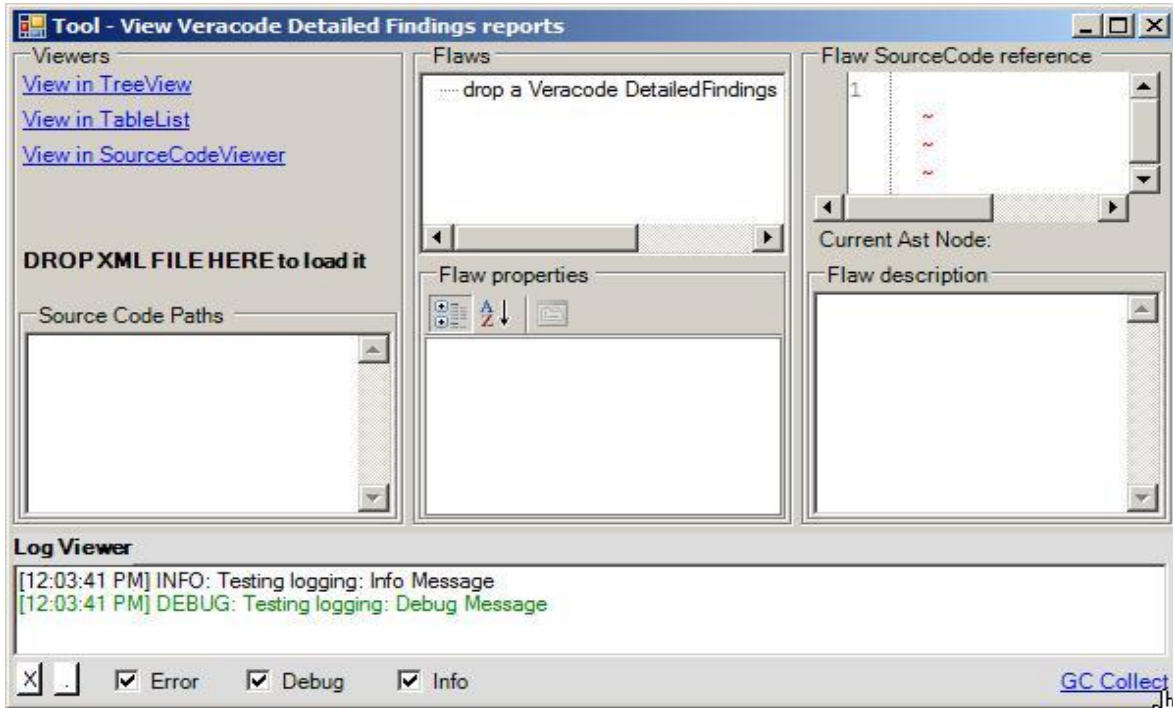 Tool - View Veracode Detailed Findings reports
Viewers
View in TreeView
View in TableList
View in SourceCodeViewer
DROP XML FILE HERE to load it
Source Code Paths
Flaws
drop a Veracode DetailedFindings
Flaw properties
A
Z
Flaw SourceCode reference
1
~
~
~
Current Ast Node:
Flaw description
Log Viewer
[12:03:41 PM] INFO: Testing logging: Info Message
[12:03:41 PM] DEBUG: Testing logging: Debug Message
X . Error Debug Info GC Collect